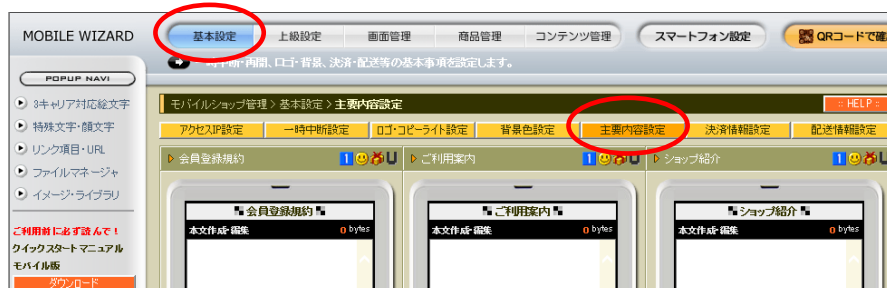 MOBILE WIZARD
基本設定 上級設定 画面管理 商品管理 コンテンツ管理 スマートフォン設定 QRコードで確
再開、ロゴ・背景、決済・配送等の基本事項を設定します。
POPUP NAVI
3キャリア対応絵文字
特殊文字・顔文字
リンク項目・URL
ファイルマネージャ
イメージ・ライブラリ
ご利用前に必ず読んで！
クイックスタートマニュアル
モバイル版
ダウンロード
モバイルショップ管理 > 基本設定 > 主要内容設定 :: HELP ::
アクセスIP設定 一時中断設定 ロゴ・コピーライト設定 背景色設定 主要内容設定 決済情報設定 配送情報設定
会員登録規約 1 U ご利用案内 1 U ショップ紹介 1 U
会員登録規約 ご利用案内 ショップ紹介
本文作成・編集 0 bytes 本文作成・編集 0 bytes 本文作成・編集 0 bytes